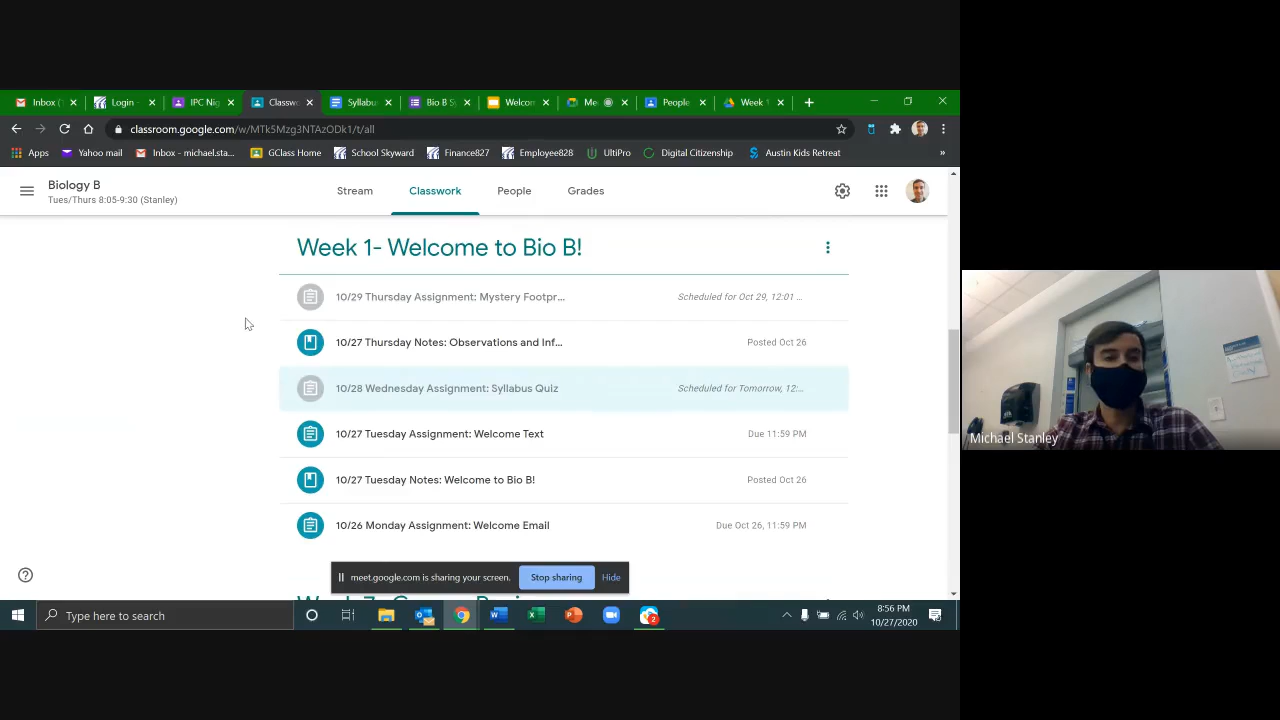 Inbox (
Login -
IPC Nig
Classwo
Syllabus
Bio B Sy
Welcom
Mee
People
Week 1
classroom.google.com/w/MTk5Mzg3NTAzODk1/t/all
Apps
Yahoo mail
Inbox - michael.sta...
GClass Home
School Skyward
Finance827
Employee828
UltiPro
Digital Citizenship
Austin Kids Retreat
»
Biology B
Tues/Thurs 8:05-9:30 (Stanley)
Stream
Classwork
People
Grades
Week 1- Welcome to Bio B!
10/29 Thursday Assignment: Mystery Footpr...
Scheduled for Oct 29, 12:01 ...
10/27 Thursday Notes: Observations and Inf...
Posted Oct 26
10/28 Wednesday Assignment: Syllabus Quiz
Scheduled for Tomorrow, 12:...
10/27 Tuesday Assignment: Welcome Text
Due 11:59 PM
10/27 Tuesday Notes: Welcome to Bio B!
Posted Oct 26
10/26 Monday Assignment: Welcome Email
Due Oct 26, 11:59 PM
Michael Stanley
meet.google.com is sharing your screen.
Stop sharing
Hide
Type here to search
2
8:56 PM
10/27/2020